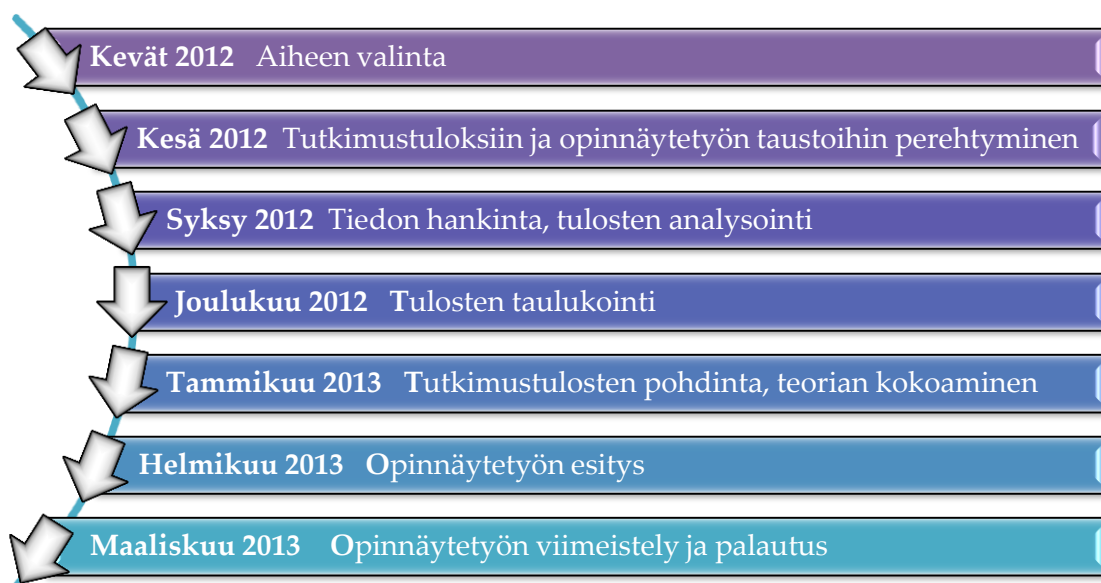 Kevät 2012 Aiheen valinta
Kesä 2012 Tutkimustuloksiin ja opinnäytetyön taustoihin perehtyminen
Syksy 2012 Tiedon hankinta, tulosten analysointi
Joulukuu 2012 Tulosten taulukointi
Tammikuu 2013 Tutkimustulosten pohdinta, teorian kokoaminen
Helmikuu 2013 Opinnäytetyön esitys
Maaliskuu 2013 Opinnäytetyön viimeistely ja palautus